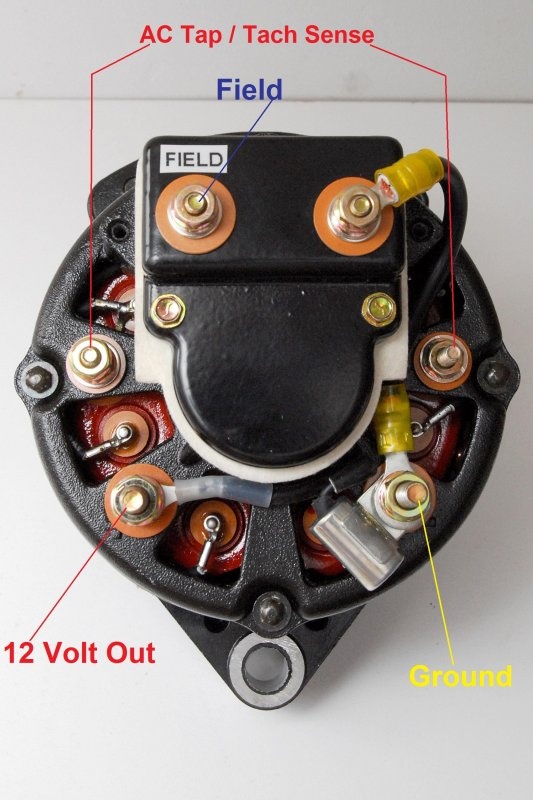 AC Tap / Tach Sense
Field
FIELD
12 Volt Out
Ground